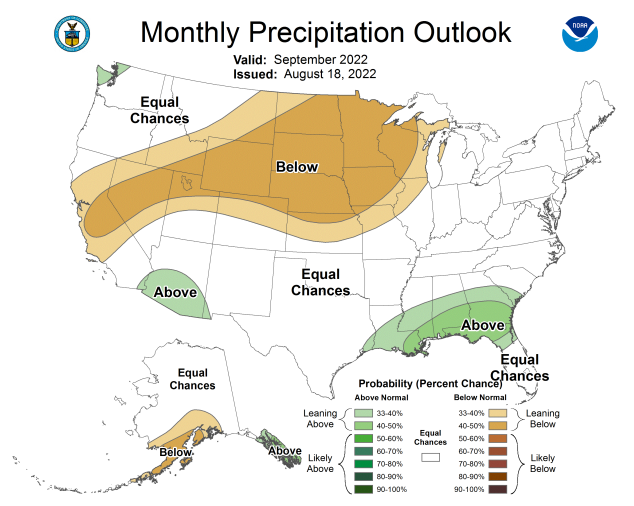 Monthly Precipitation Outlook
NOAA
Valid: September 2022
Issued: August 18, 2022
Equal
Chances
Below
Equal
Chances
Above
Above
Equal
Chances
Equal
Chances
Below
Above
Probability (Percent Chance)
Above Normal
Below Normal
Leaning
Above
33-40%
40-50%
Likely
Above
50-60%
60-70%
70-80%
80-90%
90-100%
Equal
Chances
33-40%
40-50%
Leaning
Below
50-60%
60-70%
70-80%
80-90%
90-100%
Likely
Below